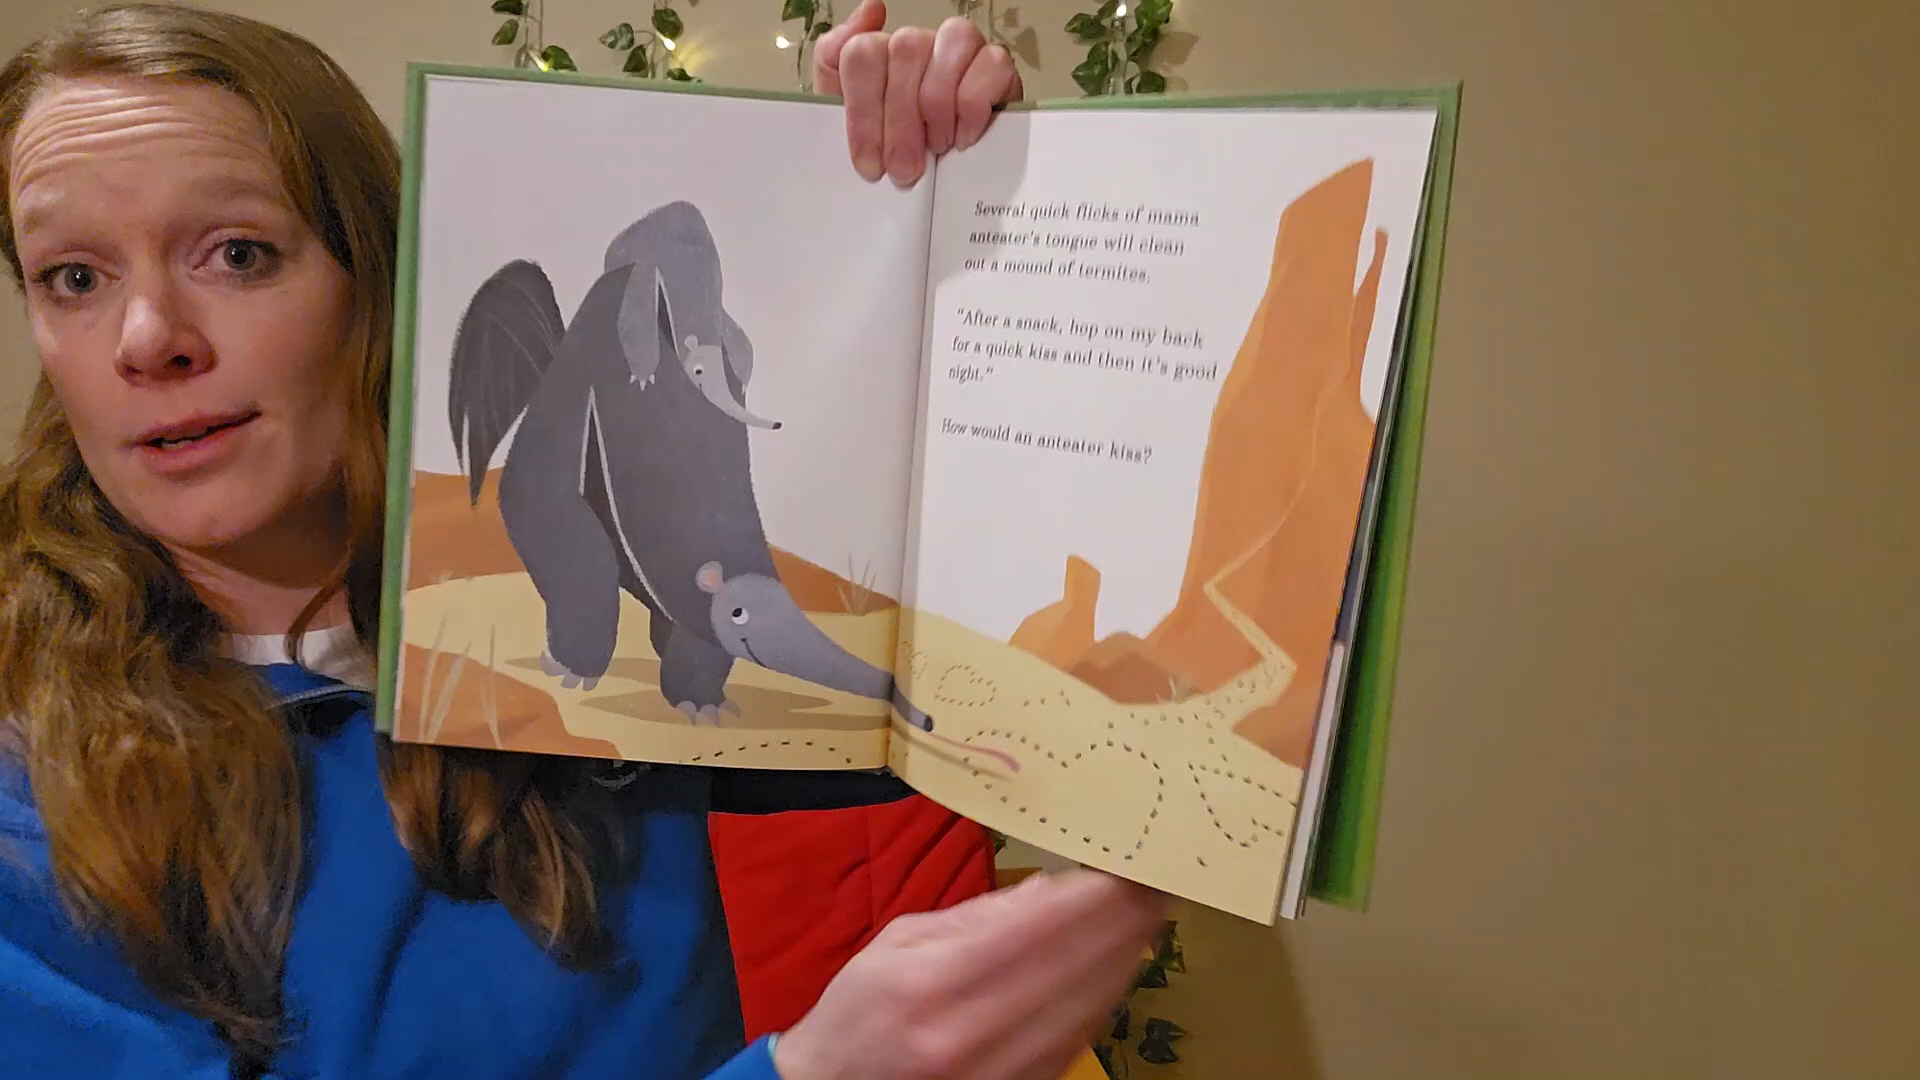 Several quick flicks of mama
anteater's tongue will clean
out a mound of termites.
"After a snack, hop on my back
for a quick kiss and then it's good
night."
How would an anteater kiss?